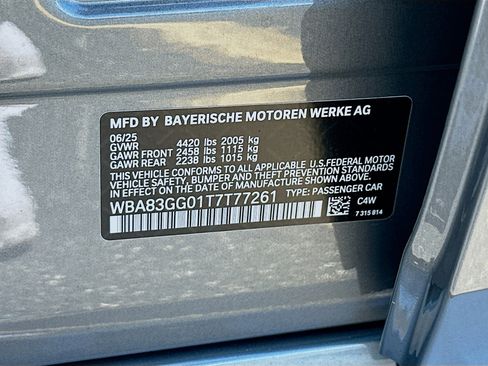 MFD BY BAYERISCHE MOTOREN WERKE AG
06/25
GVWR 4420 lbs 2005 kg
GAWR FRONT 2458 lbs 1115 kg
GAWR REAR 2238 lbs 1015 kg
THIS VEHICLE CONFORMS TO ALL APPLICABLE U.S.FEDERAL MOTOR
VEHICLE SAFETY, BUMPER AND THEFT PREVENTION STANDARDS
IN EFFECT ON THE DATE OF MANUFACTURE SHOWN ABOVE.
WBA83GG01T7T77261 TYPE: PASSENGER CAR
C4W
7 315 814